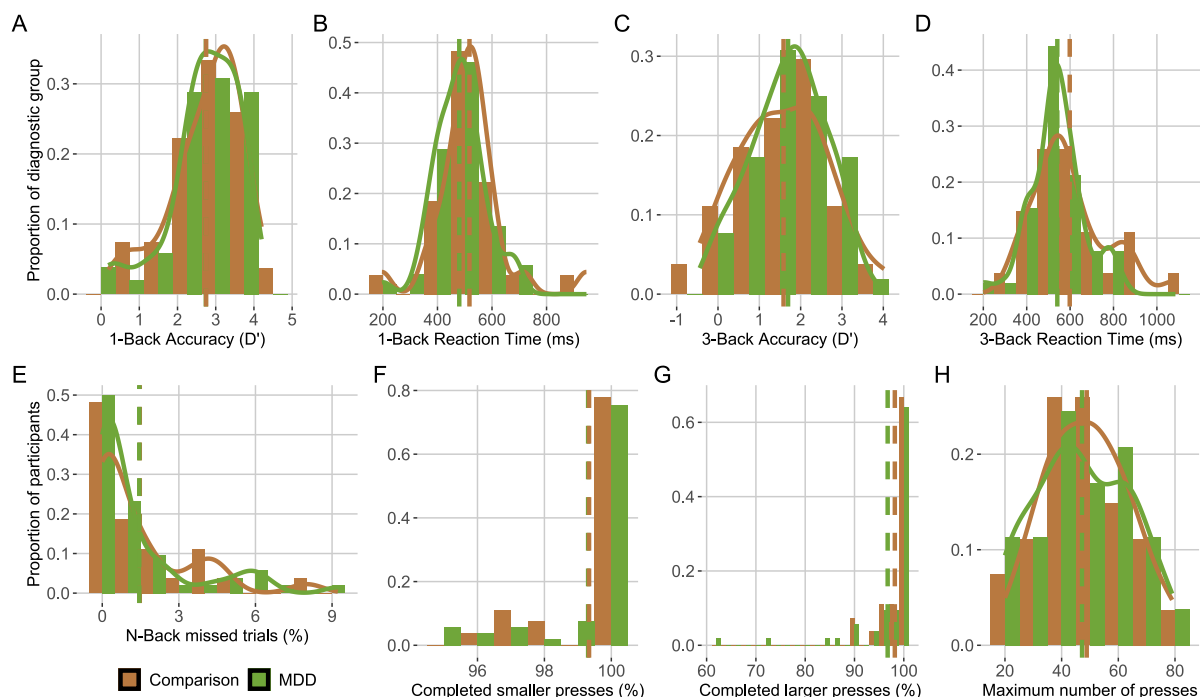 A
B
C
D
Proportion of diagnostic group
0.3
0.2
0.1
0.0
0 1 2 3 4 5
1-Back Accuracy (D')
0.5
0.4
0.3
0.2
0.1
0.0
200 400 600 800
1-Back Reaction Time (ms)
0.3
0.2
0.1
0.0
-1 0 1 2 3 4
3-Back Accuracy (D')
0.4
0.3
0.2
0.1
0.0
200 400 600 800 1000
3-Back Reaction Time (ms)
E
F
G
H
Proportion of participants
0.5
0.4
0.3
0.2
0.1
0.0
0 3 6 9
N-Back missed trials (%)
0.8
0.6
0.4
0.2
0.0
96 98 100
Completed smaller presses (%)
0.6
0.4
0.2
0.0
60 70 80 90 100
Completed larger presses (%)
0.2
0.1
0.0
20 40 60 80
Maximum number of presses
Comparison MDD